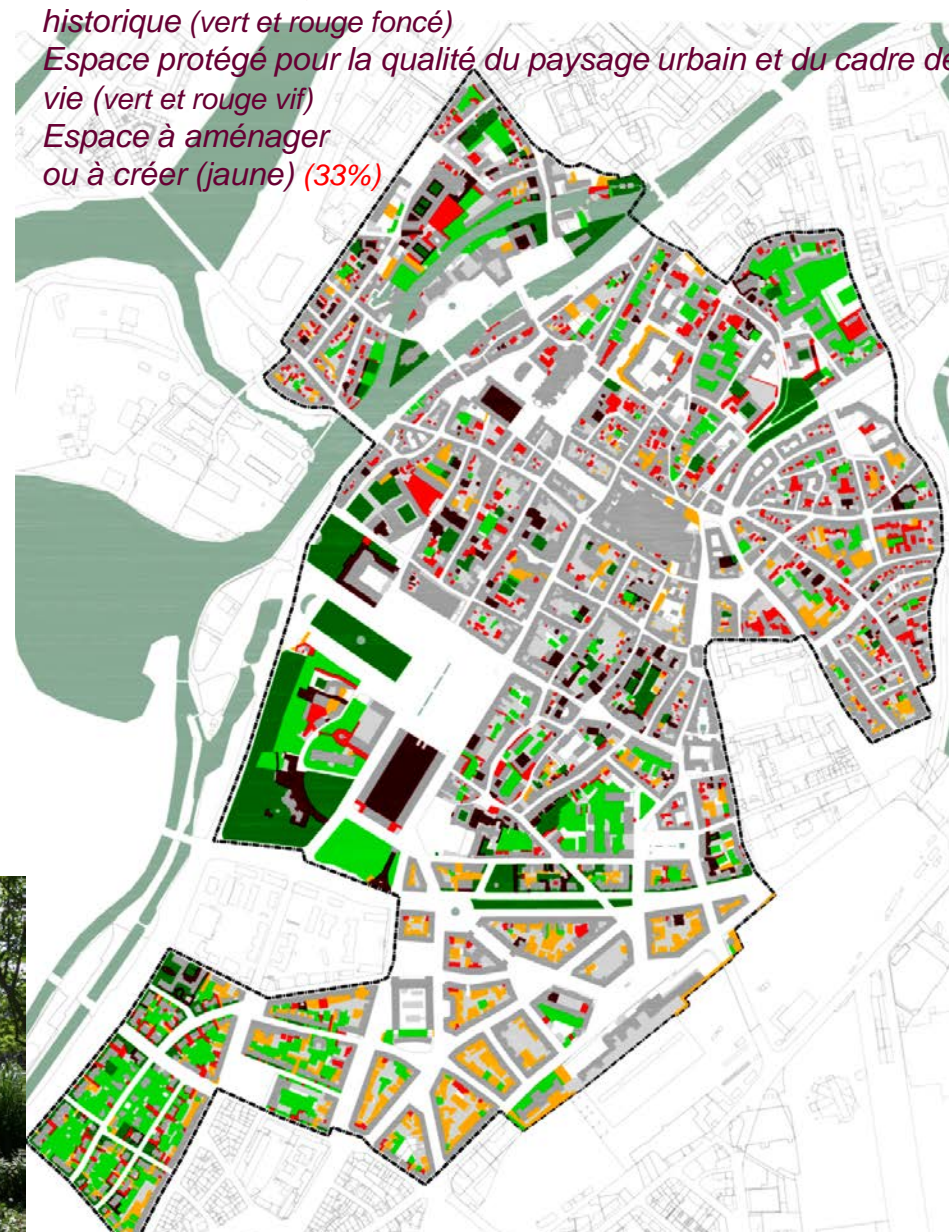 historique (vert et rouge foncé)
Espace protégé pour la qualité du paysage urbain et du cadre de
vie (vert et rouge vif)
Espace à aménager
ou à créer (jaune) (33%)